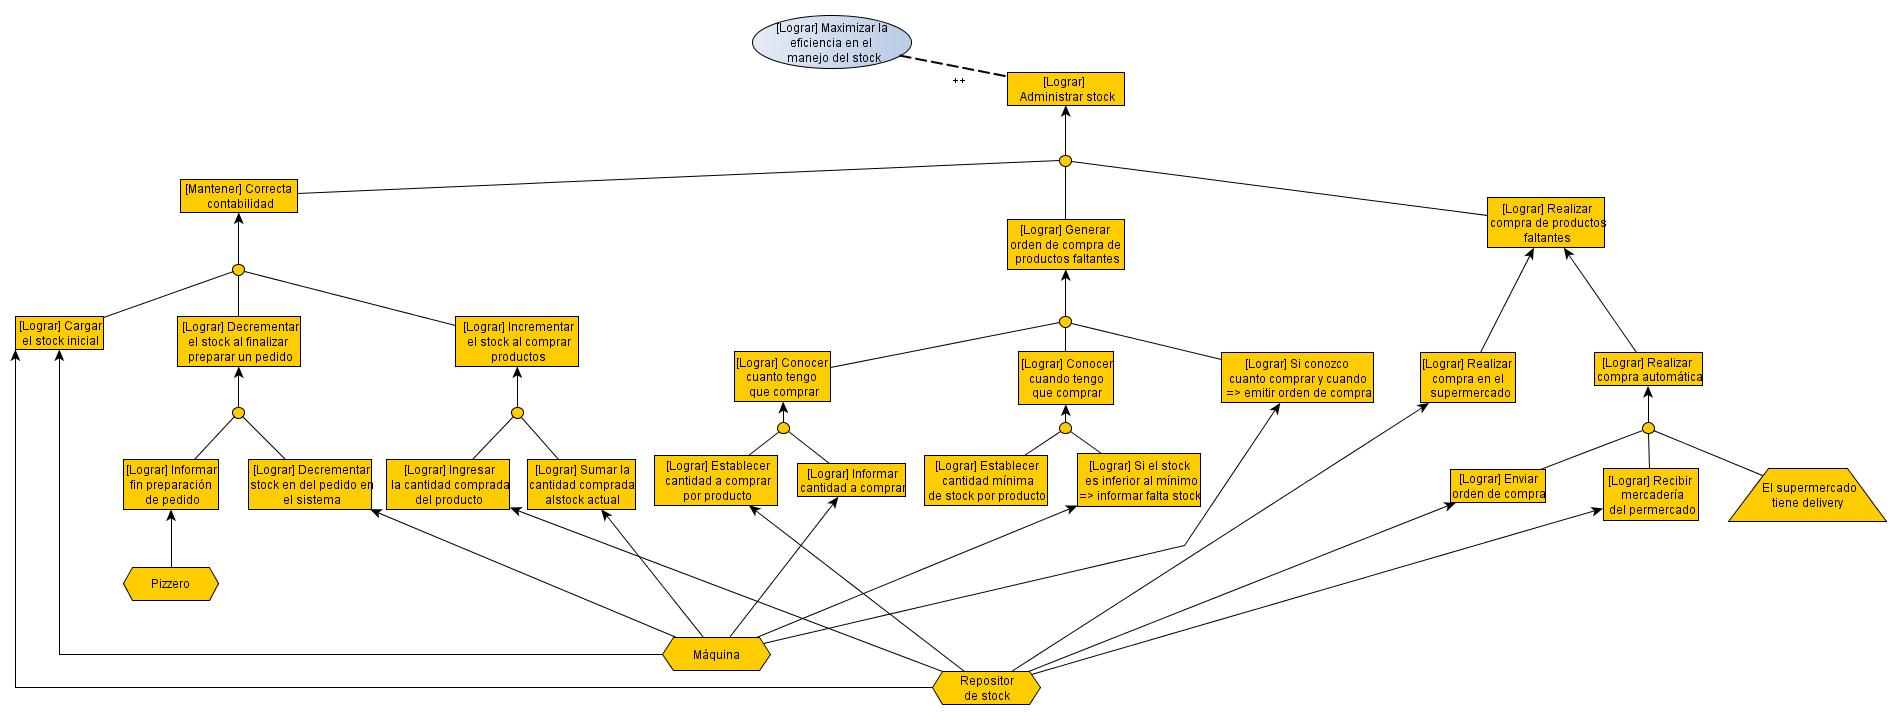 [Lograr] Maximizar la
eficiencia en el
manejo del stock
++
[Lograr]
Administrar stock
[Mantener] Correcta
contabilidad
[Lograr] Generar
orden de compra de
productos faltantes
[Lograr] Realizar
compra de productos
faltantes
[Lograr] Cargar
el stock inicial
[Lograr] Decrementar
el stock al finalizar
preparar un pedido
[Lograr] Incrementar
el stock al comprar
productos
[Lograr] Conocer
cuanto tengo
que comprar
[Lograr] Conocer
cuando tengo
que comprar
[Lograr] Si conozco
cuanto comprar y cuando
=> emitir orden de compra
[Lograr] Realizar
compra en el
supermercado
[Lograr] Realizar
compra automática
[Lograr] Informar
fin preparación
de pedido
[Lograr] Decrementar
stock en del pedido en
el sistema
[Lograr] Ingresar
la cantidad comprada
del producto
[Lograr] Sumar la
cantidad comprada
alstock actual
[Lograr] Establecer
cantidad a comprar
por producto
[Lograr] Informar
cantidad a comprar
[Lograr] Establecer
cantidad mínima
de stock por producto
[Lograr] Si el stock
es inferior al mínimo
=> informar falta stock
[Lograr] Enviar
orden de compra
[Lograr] Recibir
mercadería
del permercado
El supermercado
tiene delivery
Pizzero
Máquina
Repositor
de stock